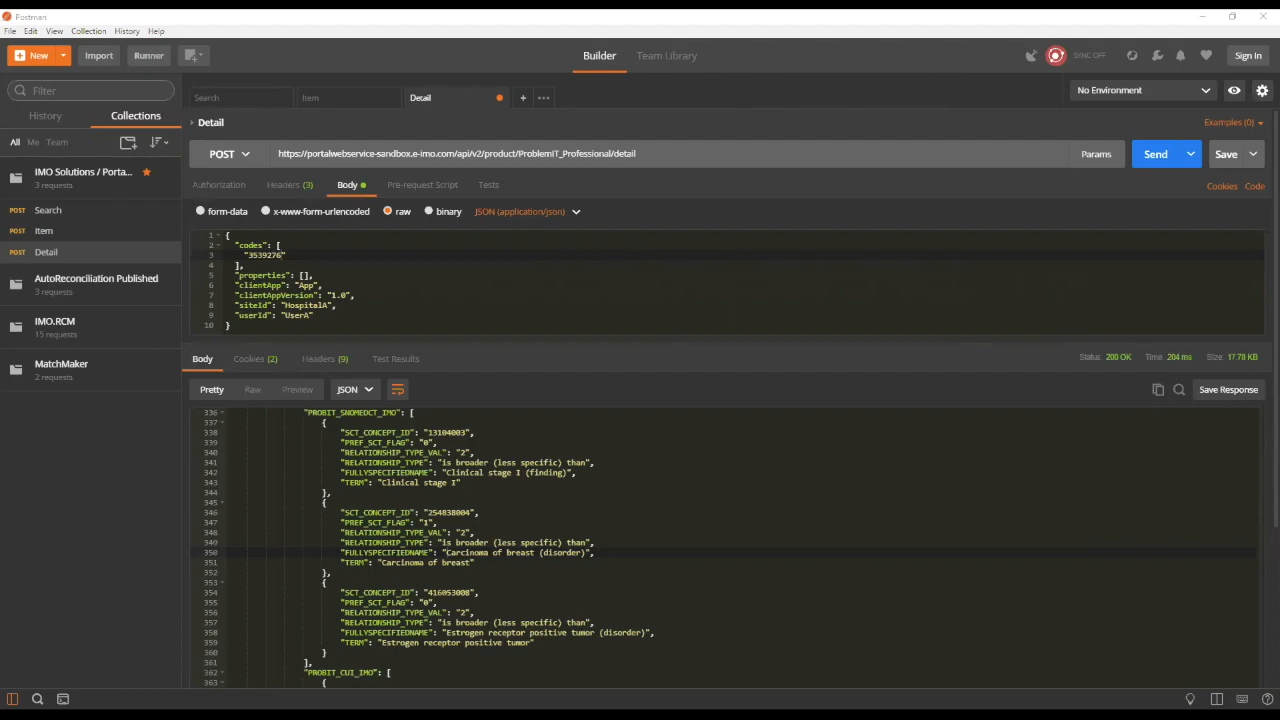 Postman
File Edit View Collection History Help
New Import Runner Builder Team Library SYNC OFF Sign In
Filter
History Collections
All Me Team
IMO Solutions / Porta...
3 requests
POST Search
POST Item
POST Detail
AutoReconciliation Published
3 requests
IMO.RCM
15 requests
MatchMaker
2 requests
Search Item Detail + ••• No Environment
Detail Examples (0)
POST https://portalwebservice-sandbox.e-imo.com/api/v2/product/ProblemIT_Professional/detail Params Send Save
Authorization Headers (3) Body Pre-request Script Tests Cookies Code
form-data x-www-form-urlencoded raw binary JSON (application/json)
1 {
2 "codes": [
3 "3539276"
4 ],
5 "properties": [],
6 "clientApp": "App",
7 "clientAppVersion": "1.0",
8 "siteId": "HospitalA",
9 "userId": "UserA"
10 }
Body Cookies (2) Headers (9) Test Results Status: 200 OK Time: 204 ms Size: 17.78 KB
Pretty Raw Preview JSON Save Response
336 "PROBIT_SNOMEDCT_IMO": [
337 {
338 "SCT_CONCEPT_ID": "13104003",
339 "PREF_SCT_FLAG": "0",
340 "RELATIONSHIP_TYPE_VAL": "2",
341 "RELATIONSHIP_TYPE": "is broader (less specific) than",
342 "FULLYSPECIFIEDNAME": "Clinical stage I (finding)",
343 "TERM": "Clinical stage I"
344 },
345 {
346 "SCT_CONCEPT_ID": "254838004",
347 "PREF_SCT_FLAG": "1",
348 "RELATIONSHIP_TYPE_VAL": "2",
349 "RELATIONSHIP_TYPE": "is broader (less specific) than",
350 "FULLYSPECIFIEDNAME": "Carcinoma of breast (disorder)",
351 "TERM": "Carcinoma of breast"
352 },
353 {
354 "SCT_CONCEPT_ID": "416053008",
355 "PREF_SCT_FLAG": "0",
356 "RELATIONSHIP_TYPE_VAL": "2",
357 "RELATIONSHIP_TYPE": "is broader (less specific) than",
358 "FULLYSPECIFIEDNAME": "Estrogen receptor positive tumor (disorder)",
359 "TERM": "Estrogen receptor positive tumor"
360 }
361 ],
362 "PROBIT_CUI_IMO": [
363 {